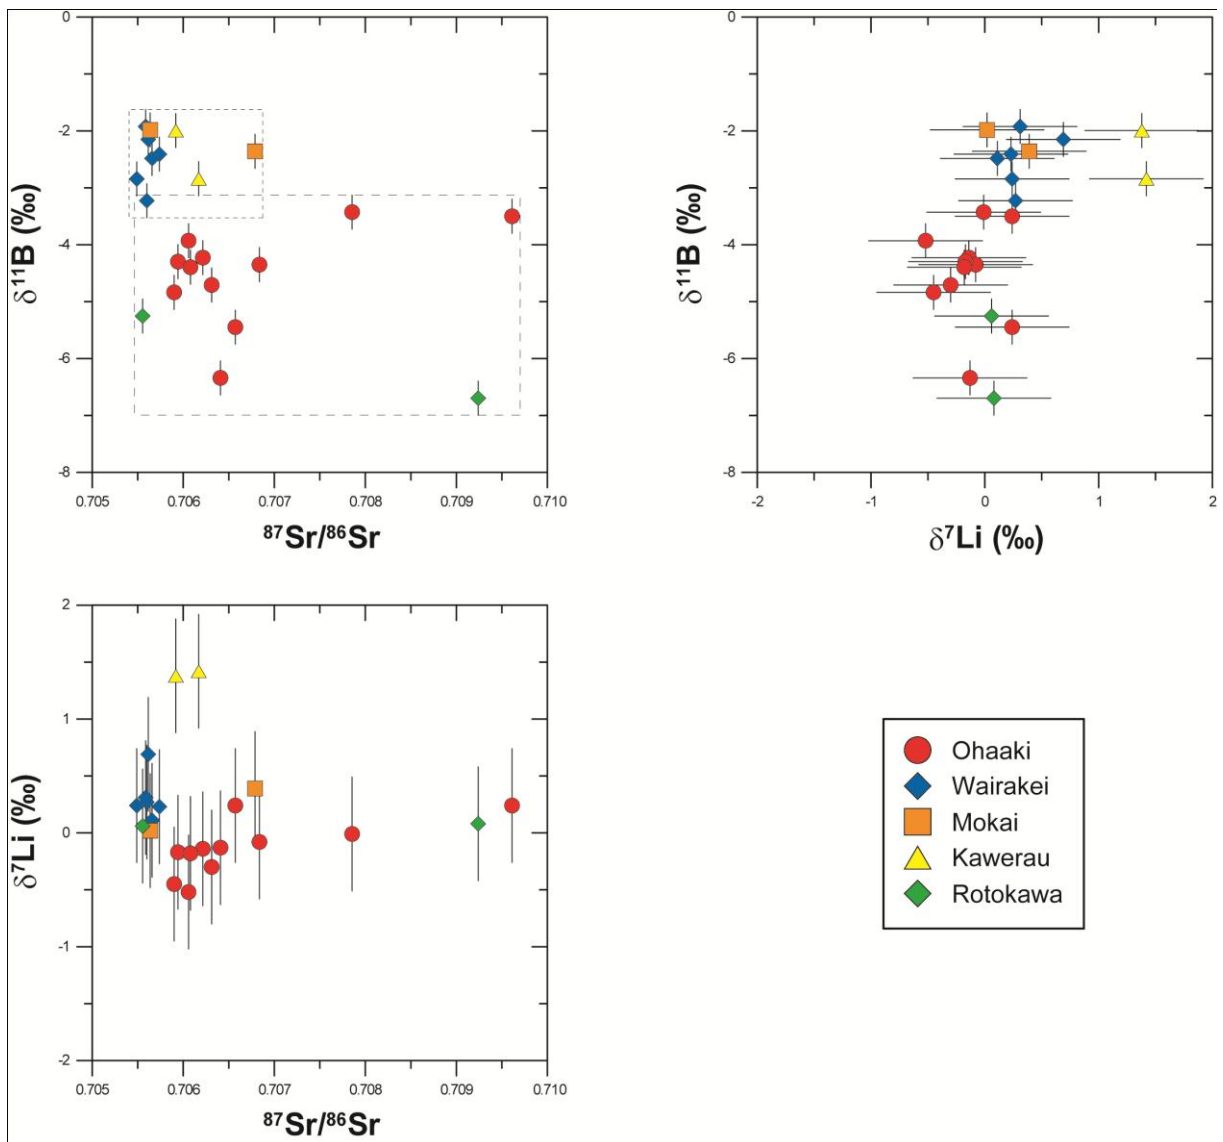 0
-2
-4
-6
-8
δ11B (‰)
0.705
0.706
0.707
0.708
0.709
0.710
87Sr/86Sr
0
-2
-4
-6
-8
δ11B (‰)
-2
-1
0
1
2
δ7Li (‰)
2
1
0
-1
-2
δ7Li (‰)
0.705
0.706
0.707
0.708
0.709
0.710
87Sr/86Sr
Ohaaki
Wairakei
Mokai
Kawerau
Rotokawa